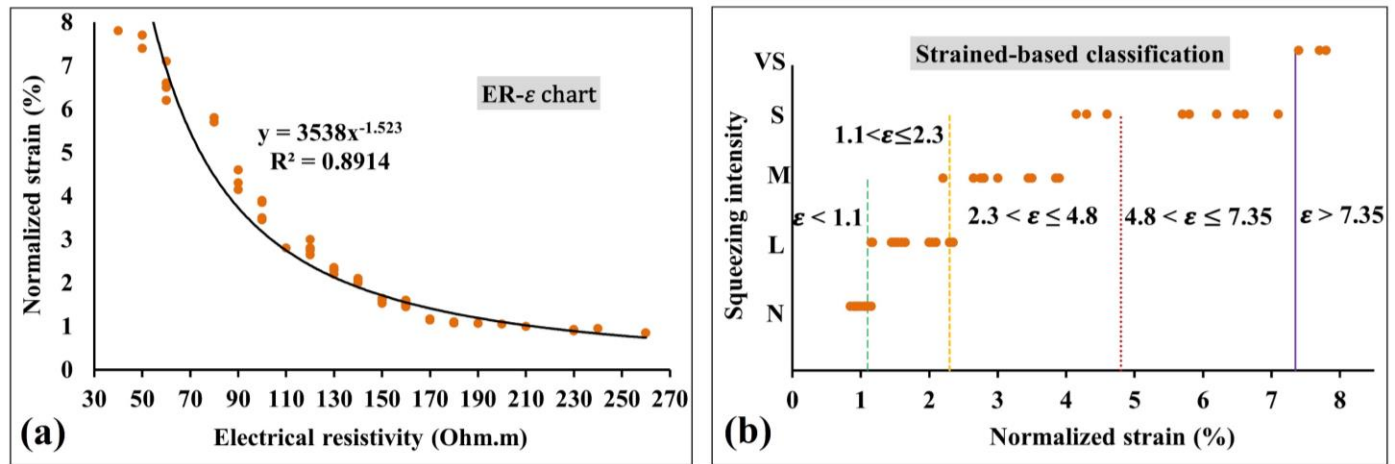 8
7
6
5
4
3
2
1
0
Normalized strain (%)
ER-ε chart
y = 3538x⁻¹·⁵²³
R² = 0.8914
30 50 70 90 110 130 150 170 190 210 230 250 270
(a)
Electrical resistivity (Ohm.m)
Strained-based classification
VS
S
M
L
N
Squeezing intensity
1.1<ε≤2.3
ε < 1.1
2.3 < ε ≤ 4.8
4.8 < ε ≤ 7.35
ε > 7.35
0 1 2 3 4 5 6 7 8
(b)
Normalized strain (%)